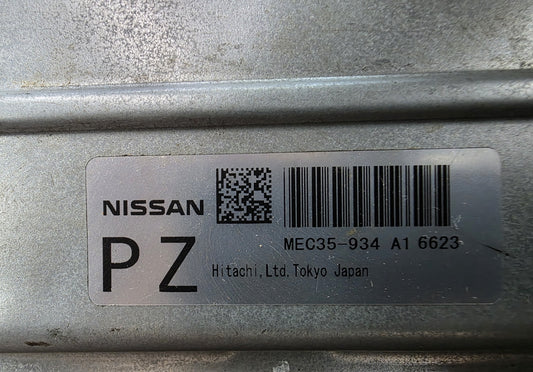 NISSAN
MEC35-934 A1 6623
PZ
Hitachi,Ltd.Tokyo Japan